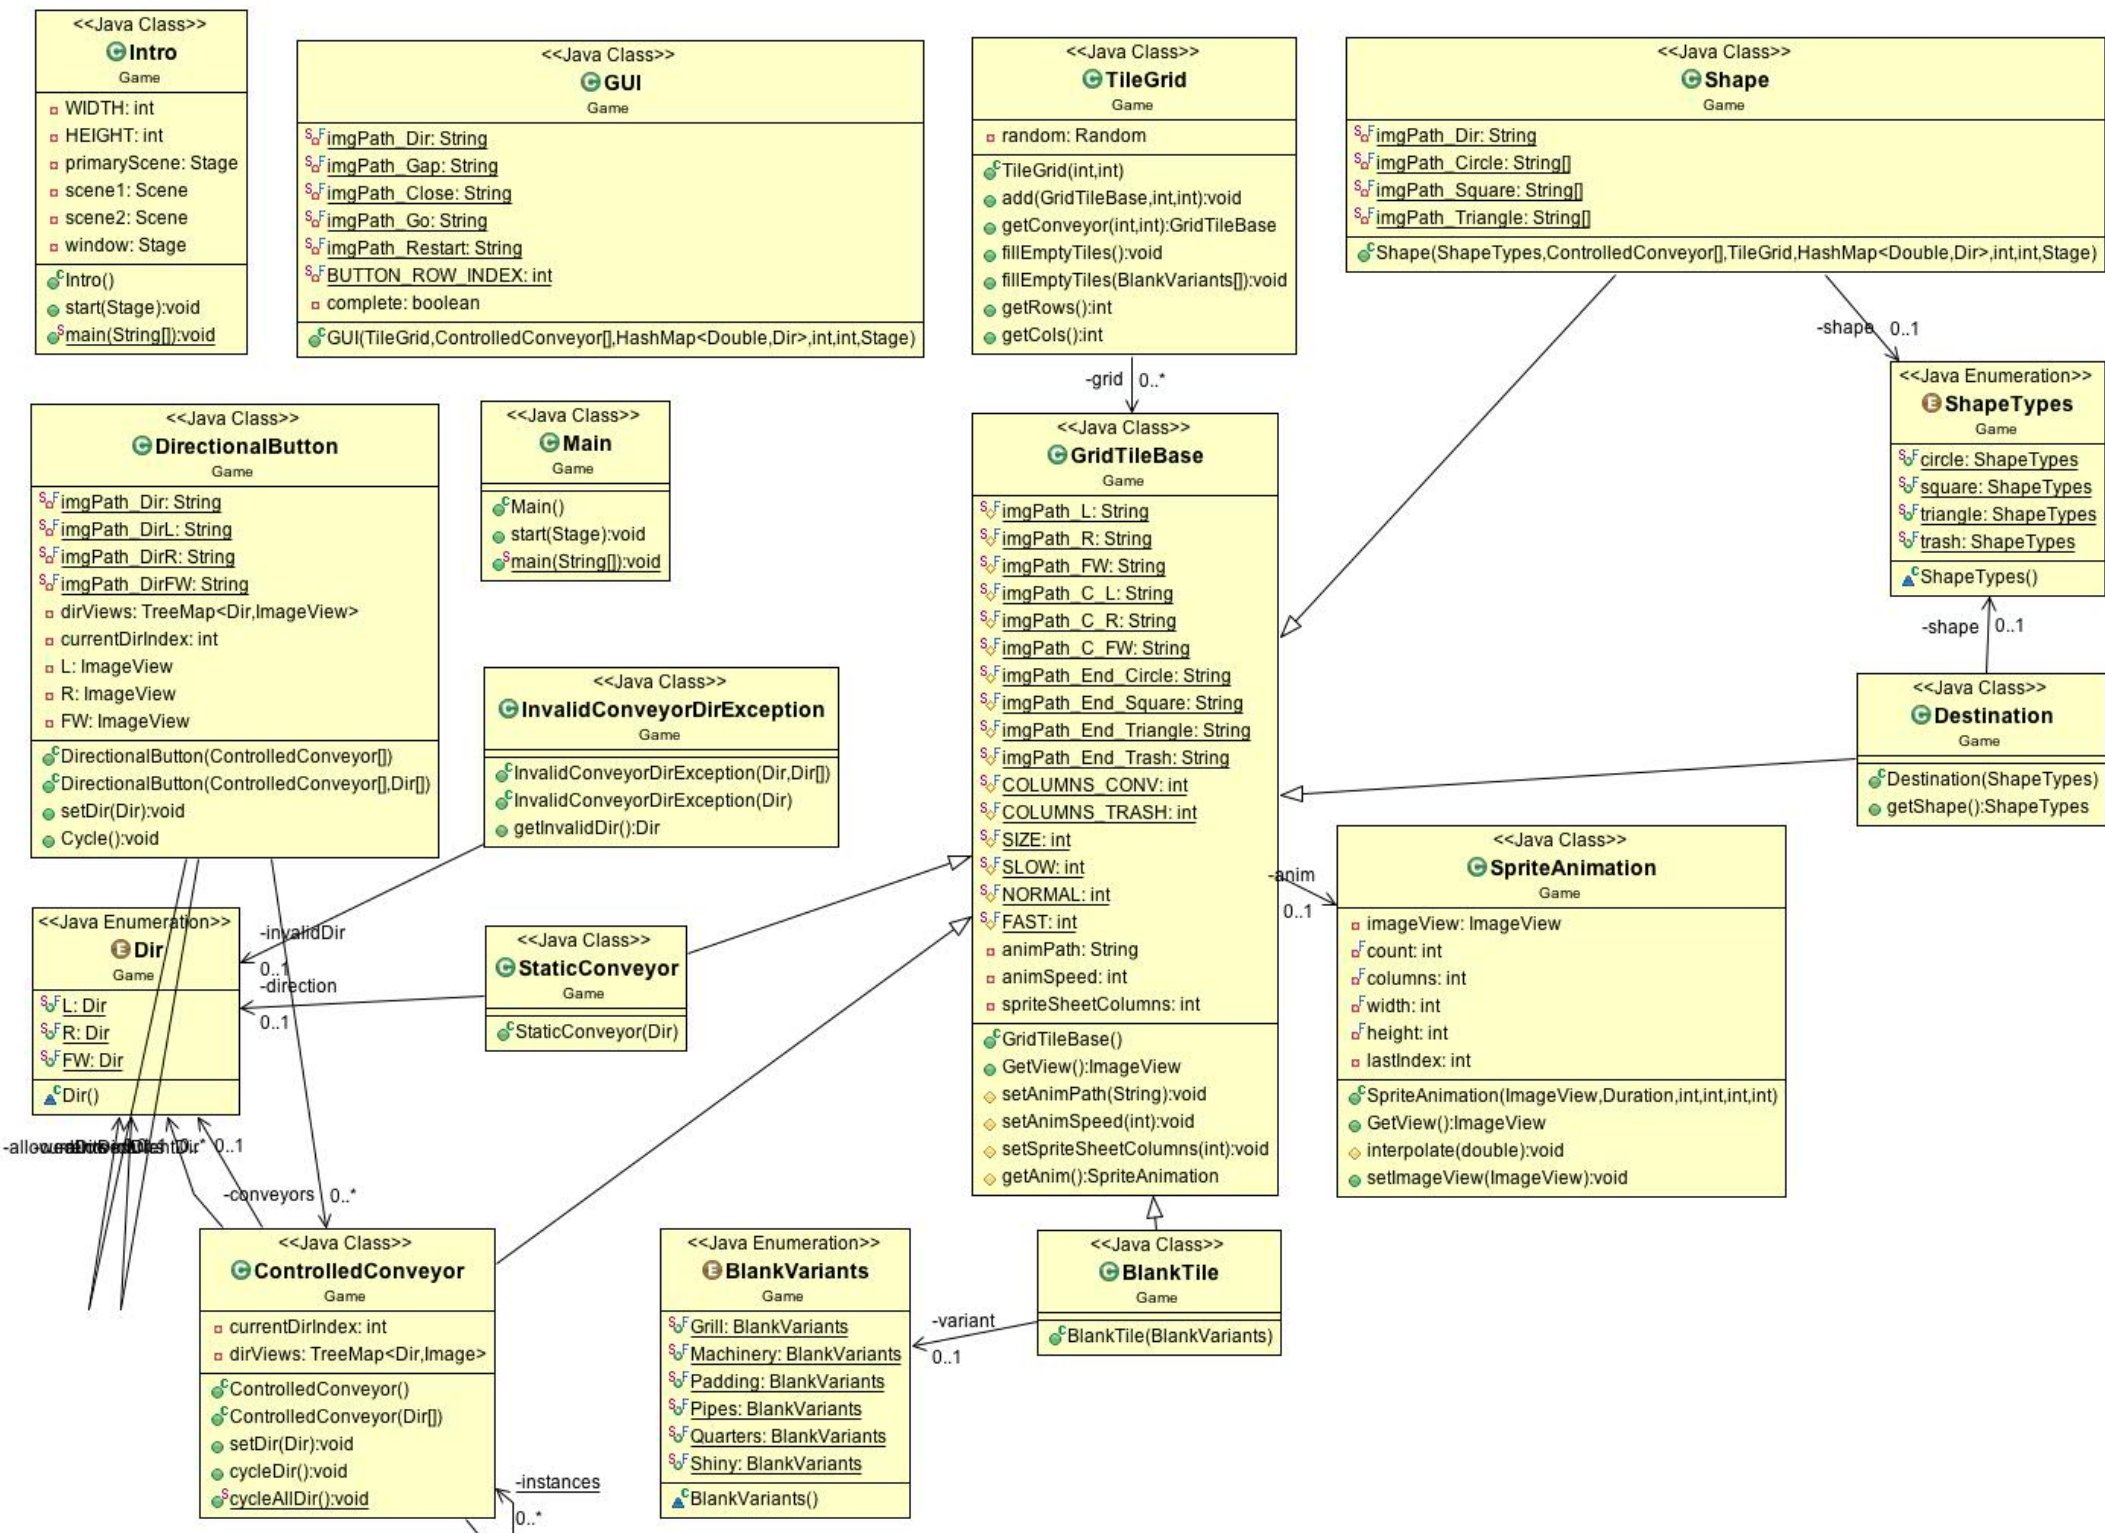 <<Java Class>>
Intro
Game
WIDTH: int
HEIGHT: int
primaryScene: Stage
scene1: Scene
scene2: Scene
window: Stage
Intro()
start(Stage):void
main(String[]):void
<<Java Class>>
GUI
Game
imgPath_Dir: String
imgPath_Gap: String
imgPath_Close: String
imgPath_Go: String
imgPath_Restart: String
BUTTON_ROW_INDEX: int
complete: boolean
GUI(TileGrid,ControlledConveyor[],HashMap<Double,Dir>,int,int,Stage)
<<Java Class>>
TileGrid
Game
random: Random
TileGrid(int,int)
add(GridTileBase,int,int):void
getConveyor(int,int):GridTileBase
fillEmptyTiles():void
fillEmptyTiles(BlankVariants[]):void
getRows():int
getCols():int
<<Java Class>>
Shape
Game
imgPath_Dir: String
imgPath_Circle: String[]
imgPath_Square: String[]
imgPath_Triangle: String[]
Shape(ShapeTypes,ControlledConveyor[],TileGrid,HashMap<Double,Dir>,int,int,Stage)
-shape 0..1
-grid 0..*
<<Java Enumeration>>
ShapeTypes
Game
circle: ShapeTypes
square: ShapeTypes
triangle: ShapeTypes
trash: ShapeTypes
ShapeTypes()
-shape 0..1
<<Java Class>>
DirectionalButton
Game
imgPath_Dir: String
imgPath_DirL: String
imgPath_DirR: String
imgPath_DirFW: String
dirViews: TreeMap<Dir,ImageView>
currentDirIndex: int
L: ImageView
R: ImageView
FW: ImageView
DirectionalButton(ControlledConveyor[])
DirectionalButton(ControlledConveyor[],Dir[])
setDir(Dir):void
Cycle():void
<<Java Class>>
Main
Game
Main()
start(Stage):void
main(String[]):void
<<Java Class>>
InvalidConveyorDirException
Game
InvalidConveyorDirException(Dir,Dir[])
InvalidConveyorDirException(Dir)
getInvalidDir():Dir
<<Java Class>>
GridTileBase
Game
imgPath_L: String
imgPath_R: String
imgPath_FW: String
imgPath_C_L: String
imgPath_C_R: String
imgPath_C_FW: String
imgPath_End_Circle: String
imgPath_End_Square: String
imgPath_End_Triangle: String
imgPath_End_Trash: String
COLUMNS_CONV: int
COLUMNS_TRASH: int
SIZE: int
SLOW: int
NORMAL: int
FAST: int
animPath: String
animSpeed: int
spriteSheetColumns: int
GridTileBase()
GetView():ImageView
setAnimPath(String):void
setAnimSpeed(int):void
setSpriteSheetColumns(int):void
getAnim():SpriteAnimation
<<Java Class>>
Destination
Game
Destination(ShapeTypes)
getShape():ShapeTypes
-anim
0..1
<<Java Class>>
SpriteAnimation
Game
imageView: ImageView
count: int
columns: int
width: int
height: int
lastIndex: int
SpriteAnimation(ImageView,Duration,int,int,int,int)
GetView():ImageView
interpolate(double):void
setImageView(ImageView):void
<<Java Enumeration>>
Dir
Game
L: Dir
R: Dir
FW: Dir
Dir()
-invalidDir
0..1
-direction
0..1
<<Java Class>>
StaticConveyor
Game
StaticConveyor(Dir)
0..1
-conveyors 0..*
<<Java Class>>
ControlledConveyor
Game
currentDirIndex: int
dirViews: TreeMap<Dir,Image>
ControlledConveyor()
ControlledConveyor(Dir[])
setDir(Dir):void
cycleDir():void
cycleAllDir():void
-instances
0..*
<<Java Enumeration>>
BlankVariants
Game
Grill: BlankVariants
Machinery: BlankVariants
Padding: BlankVariants
Pipes: BlankVariants
Quarters: BlankVariants
Shiny: BlankVariants
BlankVariants()
-variant
0..1
<<Java Class>>
BlankTile
Game
BlankTile(BlankVariants)